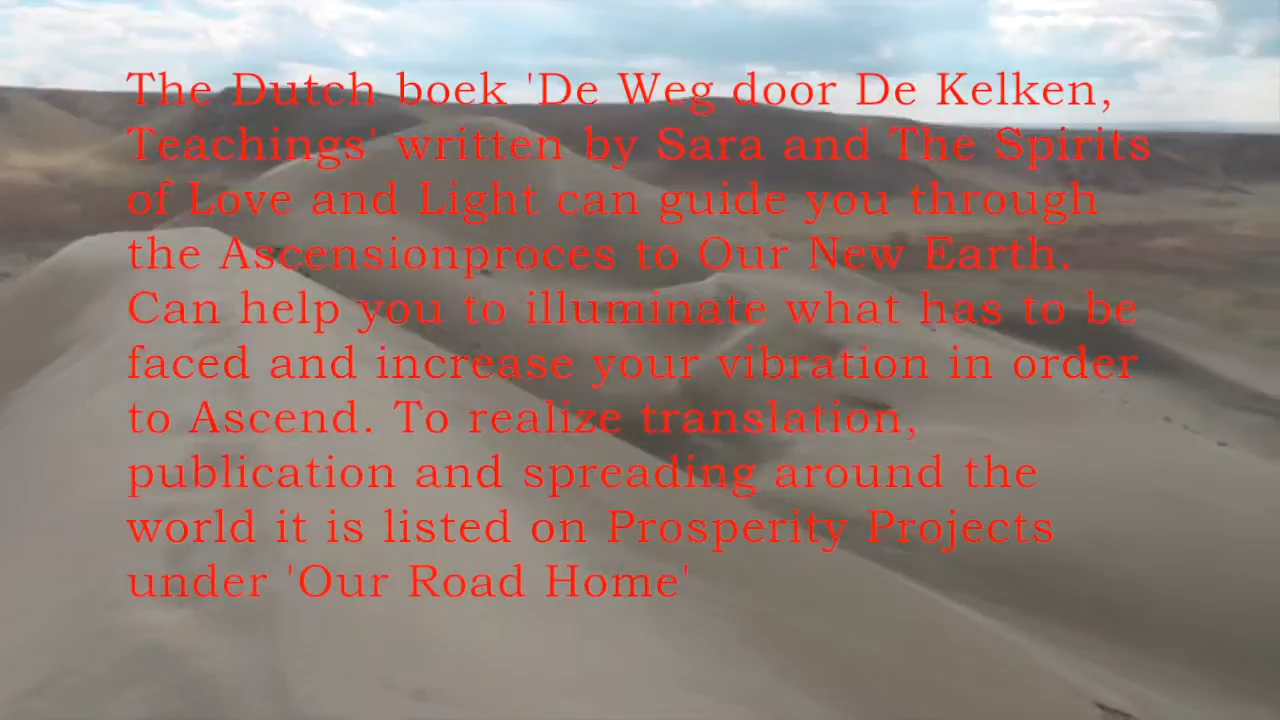 The Dutch boek 'De Weg door De Kelken,
Teachings' written by Sara and The Spirits
of Love and Light can guide you through
the Ascensionproces to Our New Earth.
Can help you to illuminate what has to be
faced and increase your vibration in order
to Ascend. To realize translation,
publication and spreading around the
world it is listed on Prosperity Projects
under 'Our Road Home'